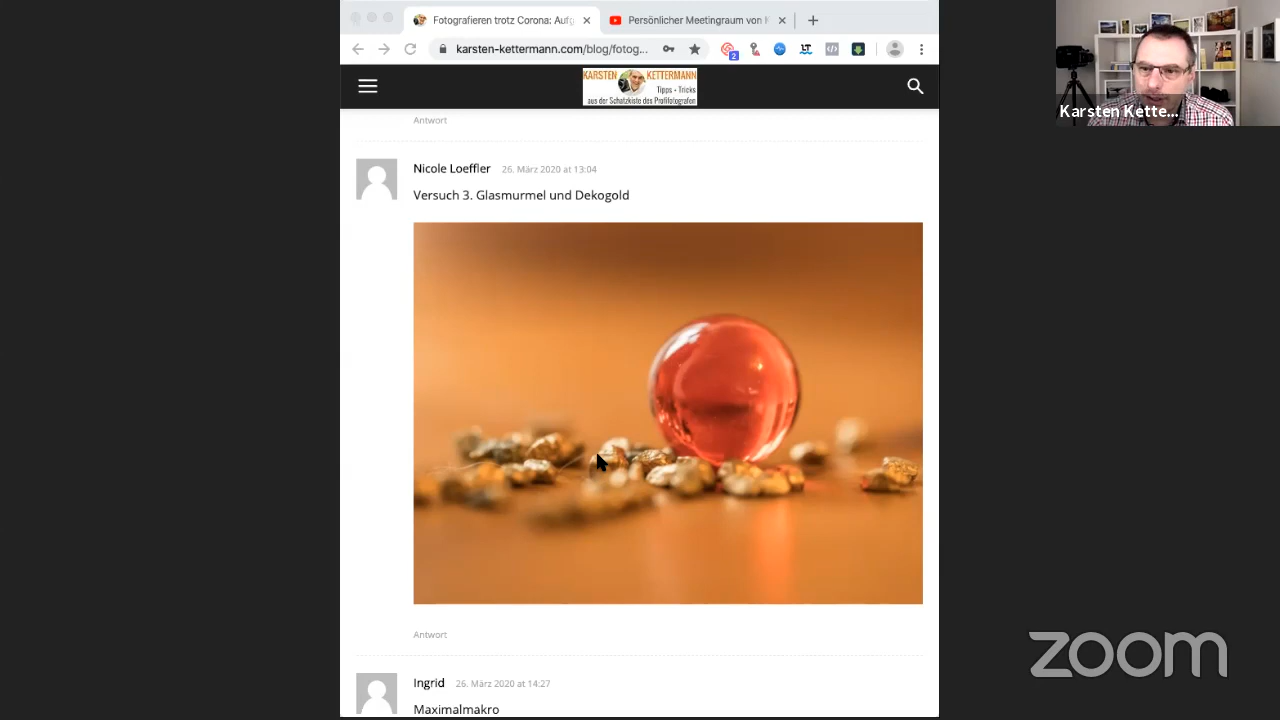 Fotografieren trotz Corona: Aufg
Persönlicher Meetingraum von K
karsten-kettermann.com/blog/fotog...
2
KARSTEN KETTERMANN
Tipps • Tricks
aus der Schatzkiste des Profifotografen
Karsten Kette...
Antwort
Nicole Loeffler 26. März 2020 at 13:04
Versuch 3. Glasmurmel und Dekogold
Antwort
zoom
Ingrid 26. März 2020 at 14:27
Maximalmakro